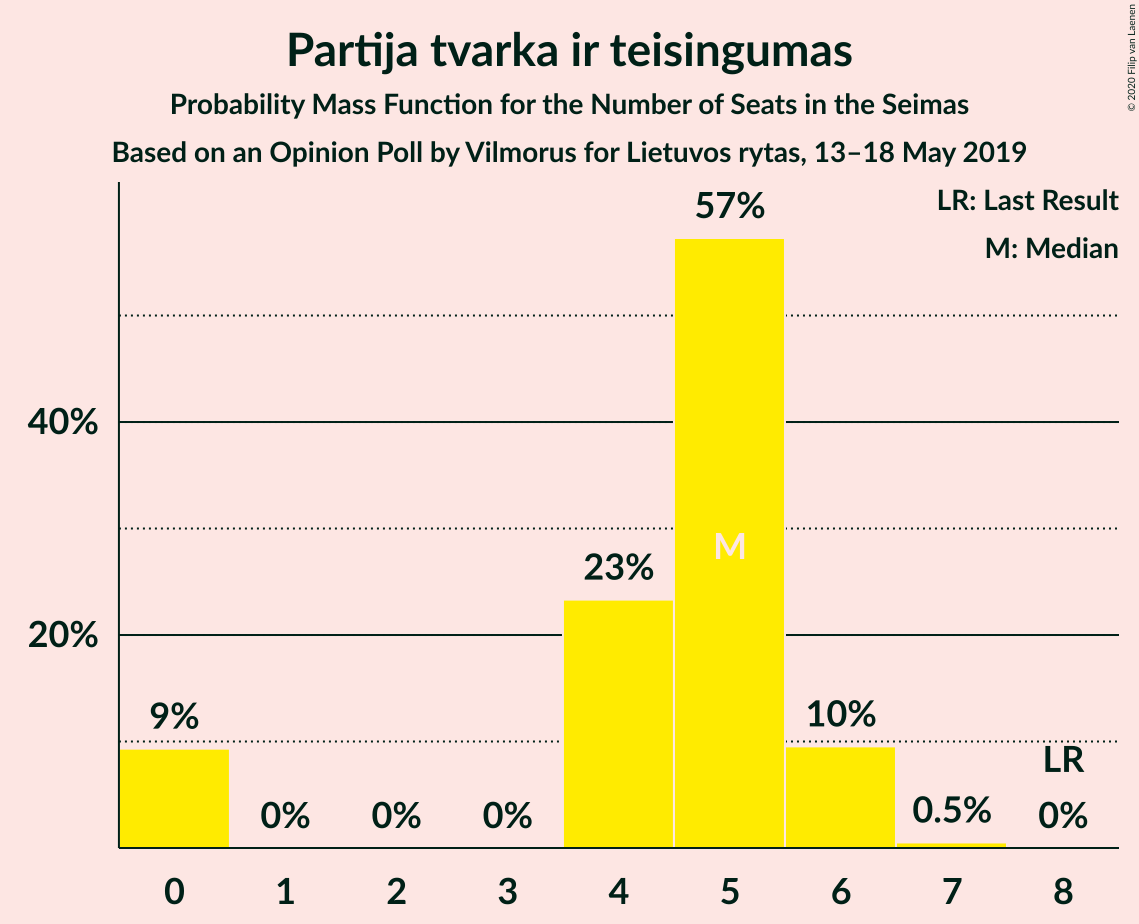 Partija tvarka ir teisingumas
Probability Mass Function for the Number of Seats in the Seimas
Based on an Opinion Poll by Vilmorus for Lietuvos rytas, 13–18 May 2019
© 2020 Filip van Laenen
LR: Last Result
M: Median
57%
40%
M
23%
20%
9%
10%
LR
0%
0%
0%
0.5%
0%
0 1 2 3 4 5 6 7 8